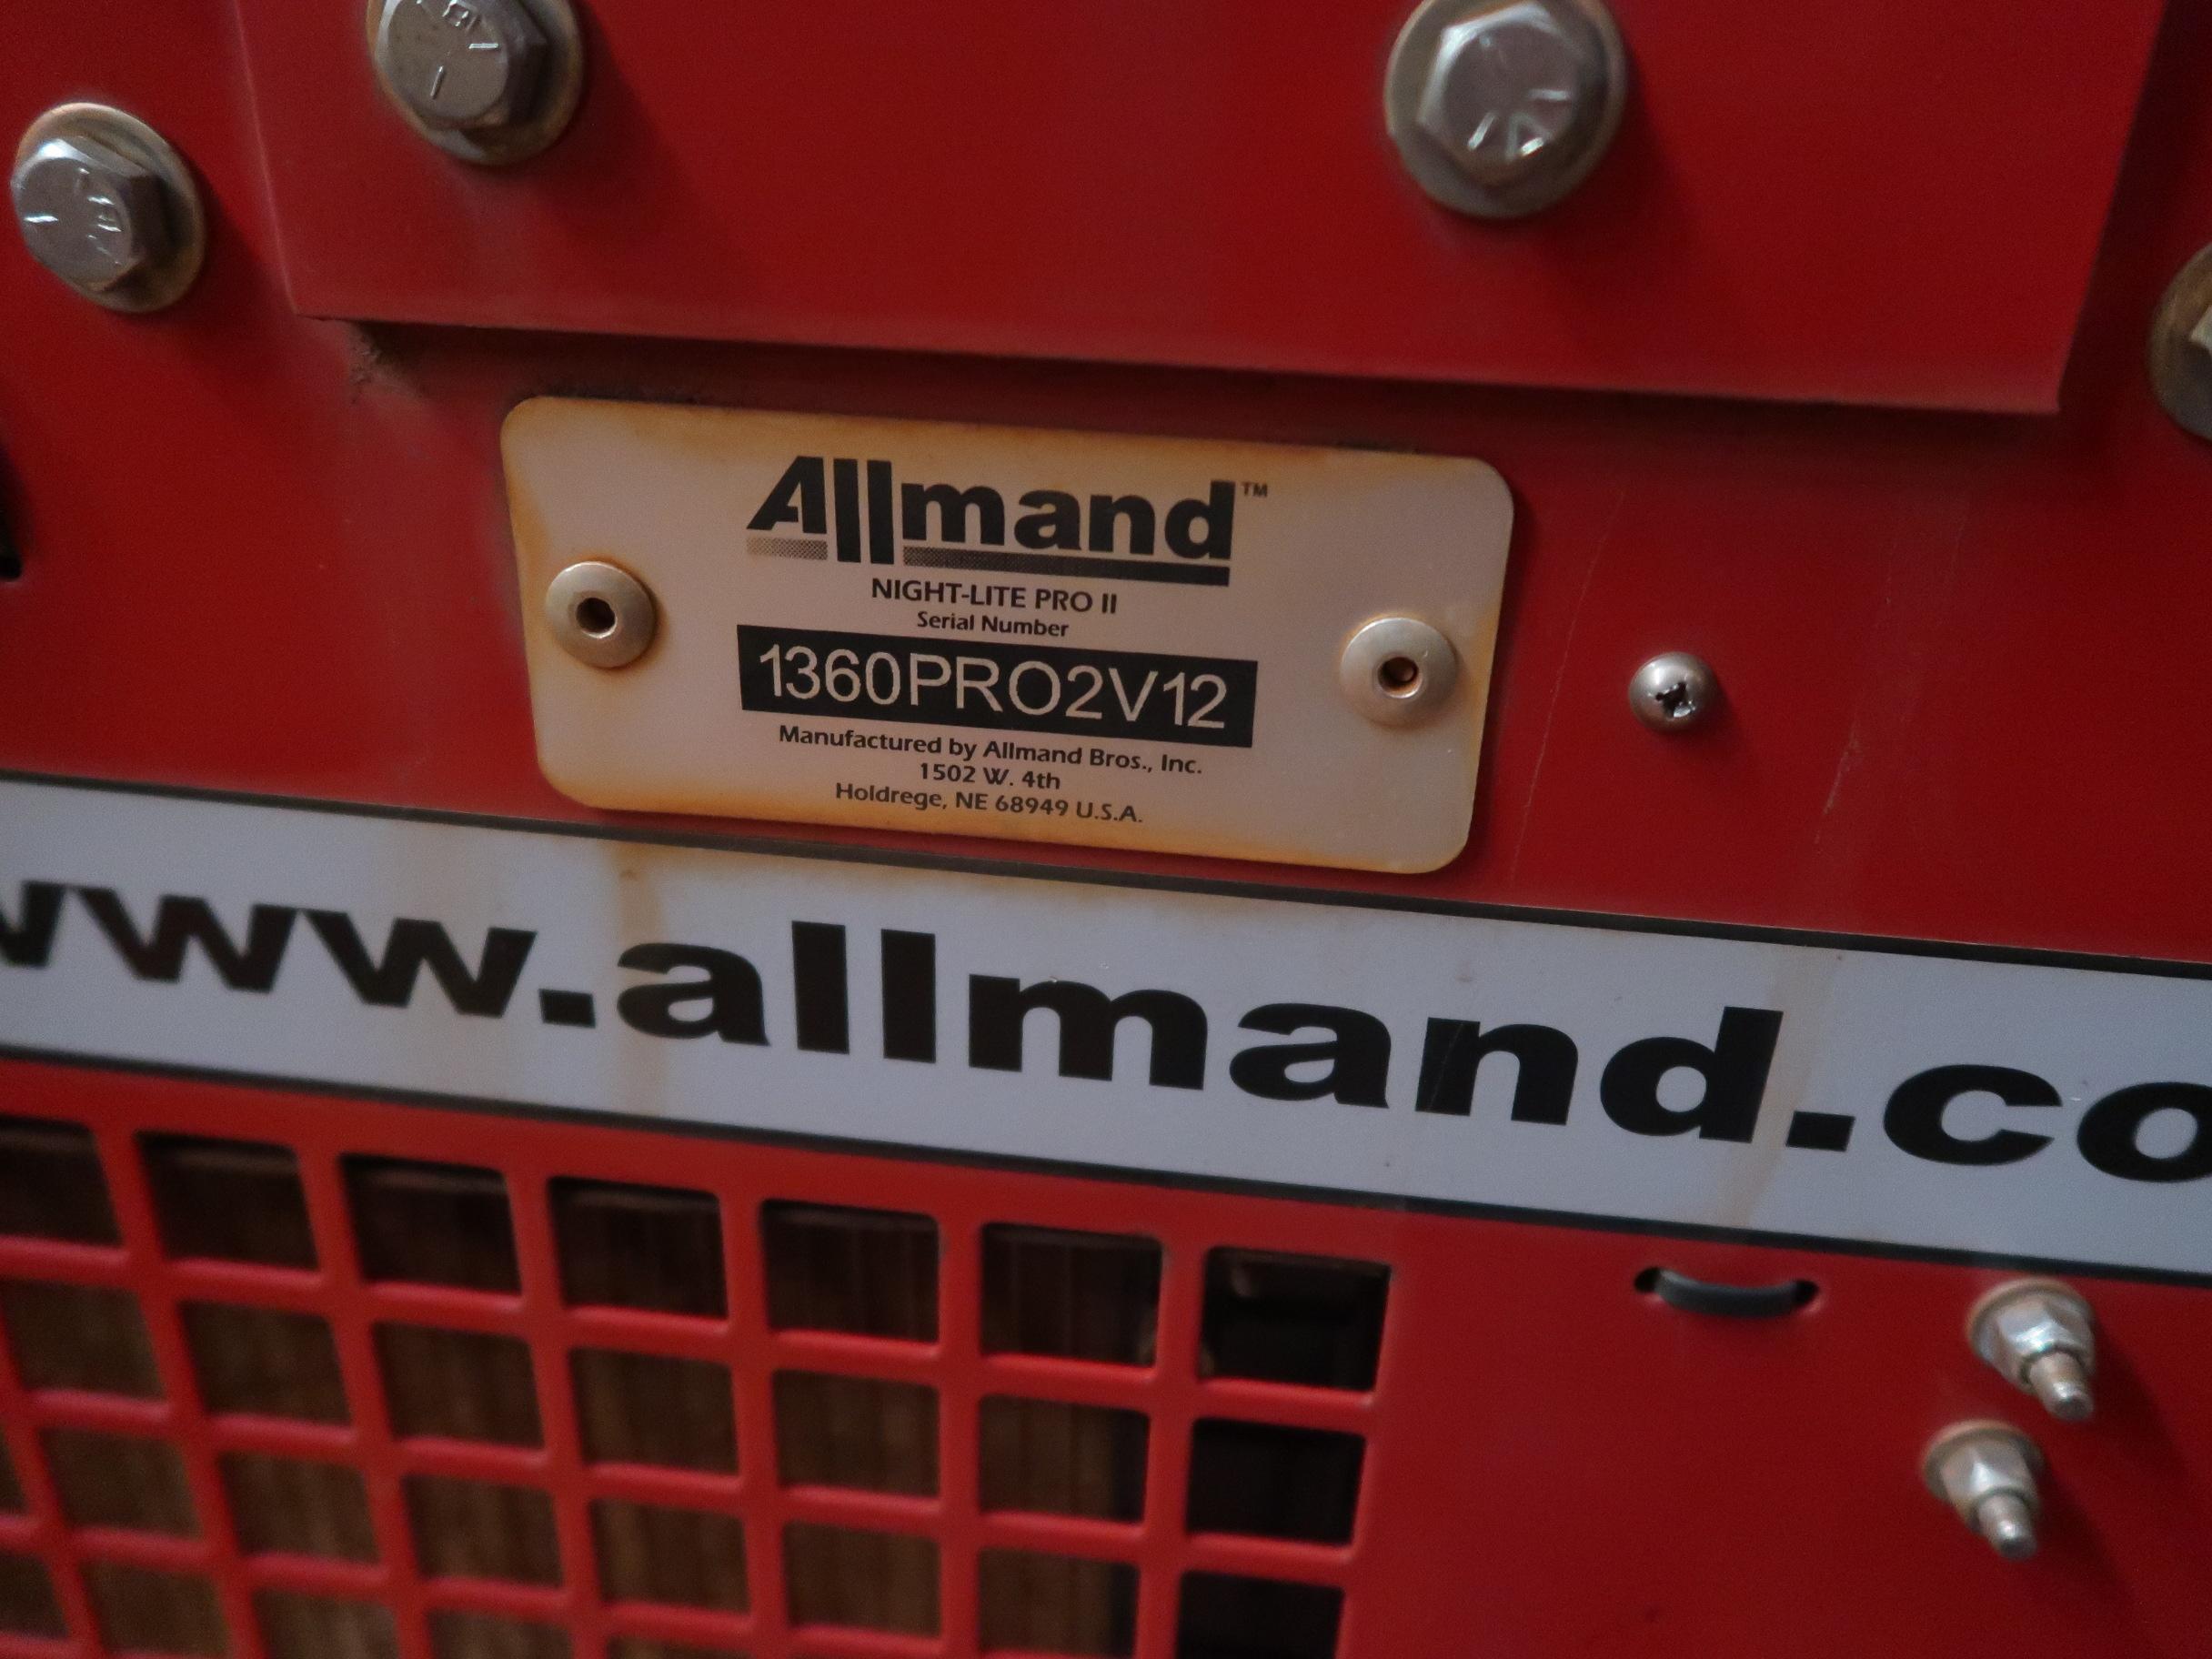 Allmand™
NIGHT-LITE PRO II
Serial Number
1360PRO2V12
Manufactured by Allmand Bros., Inc.
1502 W. 4th
Holdrege, NE 68949 U.S.A.
www.allmand.co